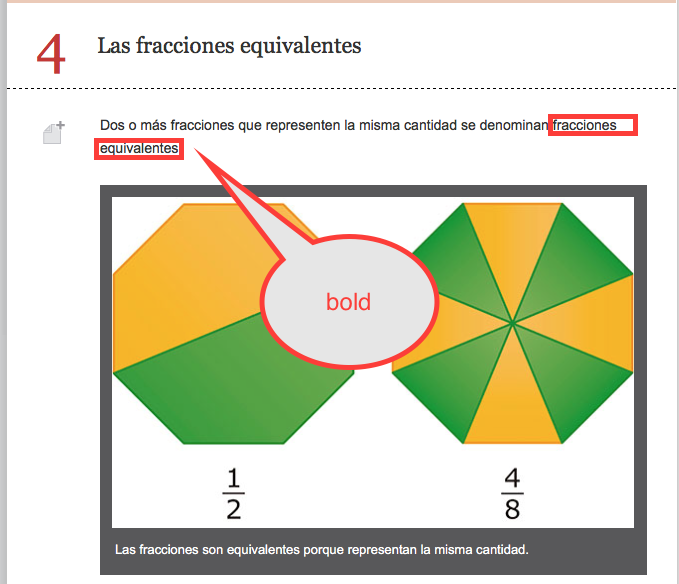 4 Las fracciones equivalentes
Dos o más fracciones que representen la misma cantidad se denominan fracciones
equivalentes
bold
1
2
4
8
Las fracciones son equivalentes porque representan la misma cantidad.